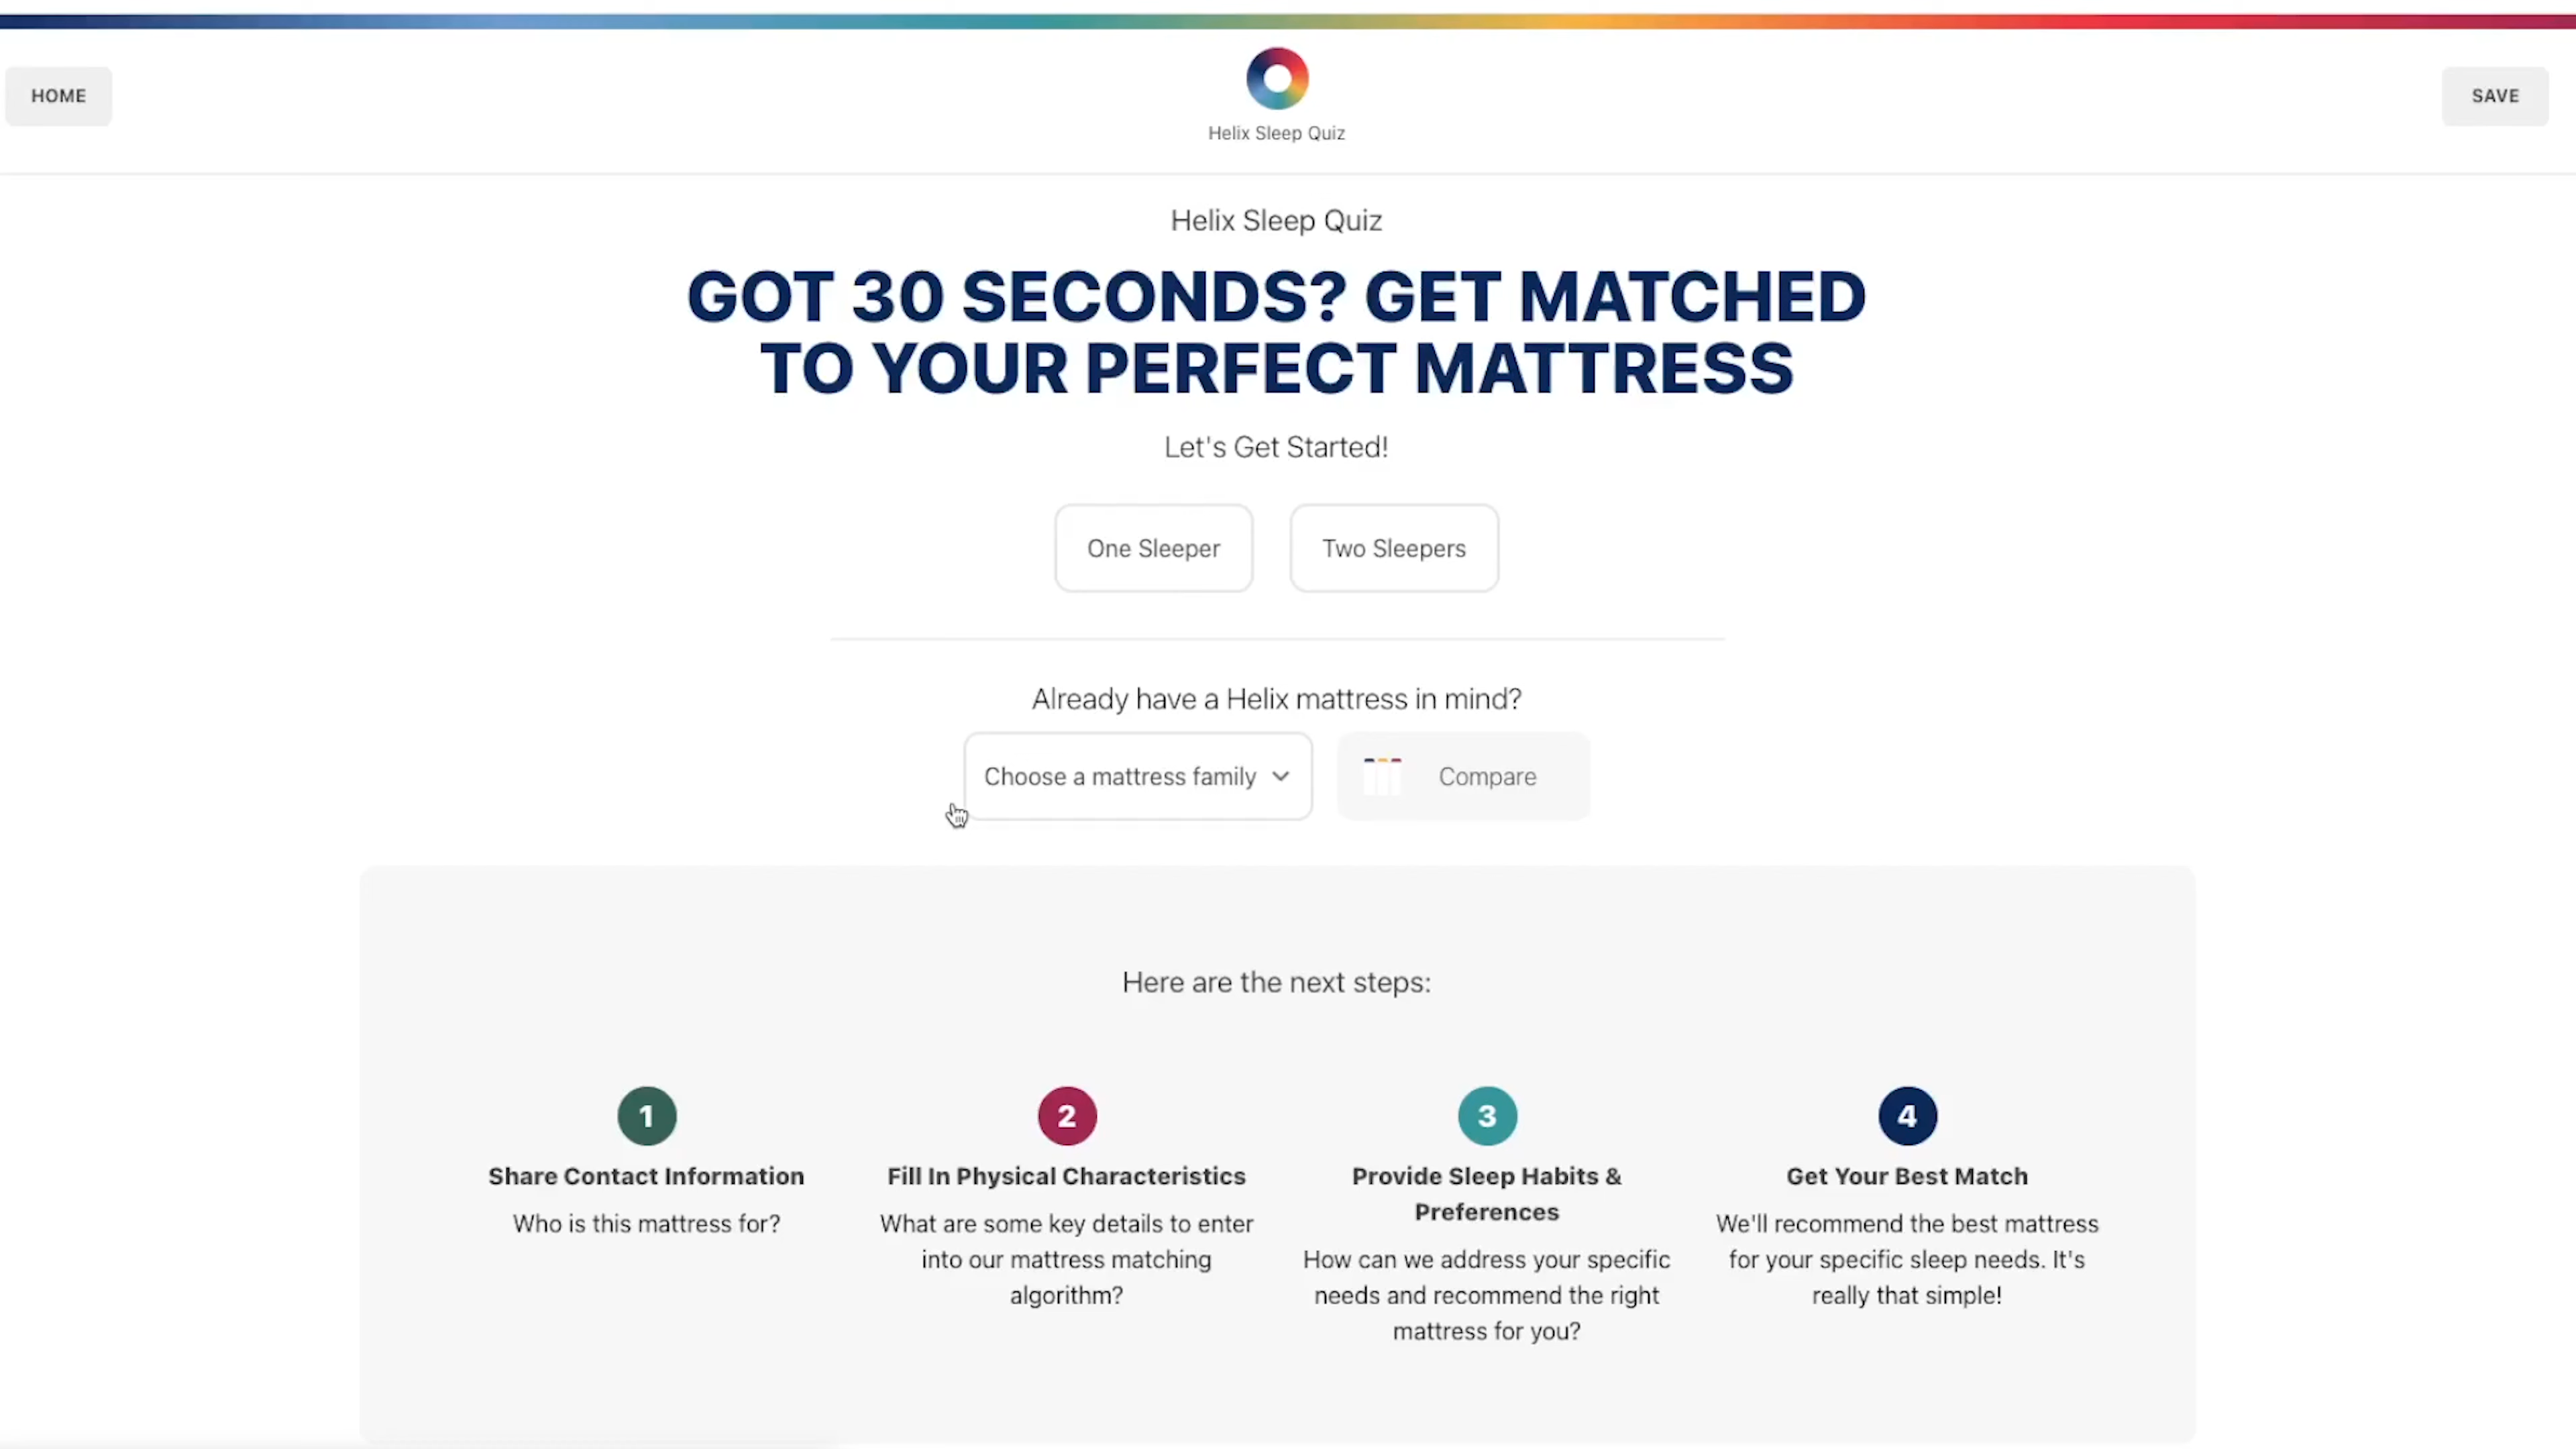 HOME
Helix Sleep Quiz
SAVE
Helix Sleep Quiz
GOT 30 SECONDS? GET MATCHED
TO YOUR PERFECT MATTRESS
Let's Get Started!
One Sleeper
Two Sleepers
Already have a Helix mattress in mind?
Choose a mattress family
Compare
Here are the next steps:
1
Share Contact Information
Who is this mattress for?
2
Fill In Physical Characteristics
What are some key details to enter
into our mattress matching
algorithm?
3
Provide Sleep Habits &
Preferences
How can we address your specific
needs and recommend the right
mattress for you?
4
Get Your Best Match
We'll recommend the best mattress
for your specific sleep needs. It's
really that simple!